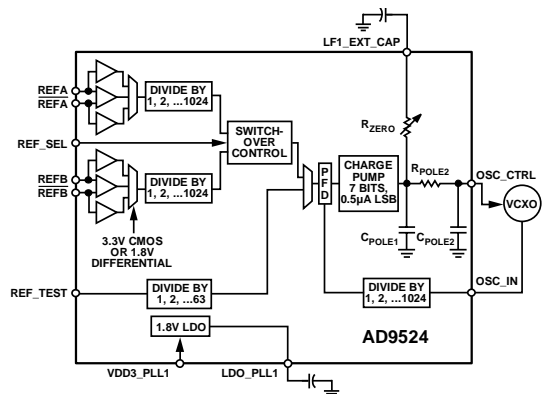 LF1_EXT_CAP
REFA
REFA
DIVIDE BY
1, 2, ...1024
REF_SEL
SWITCH-
OVER
CONTROL
RZERO
REFB
REFB
DIVIDE BY
1, 2, ...1024
P
F
D
CHARGE
PUMP
7 BITS,
0.5µA LSB
RPOLE2
OSC_CTRL
VCXO
3.3V CMOS
OR 1.8V
DIFFERENTIAL
CPOLE1
CPOLE2
REF_TEST
DIVIDE BY
1, 2, ...63
DIVIDE BY
1, 2, ...1024
OSC_IN
1.8V LDO
AD9524
VDD3_PLL1
LDO_PLL1